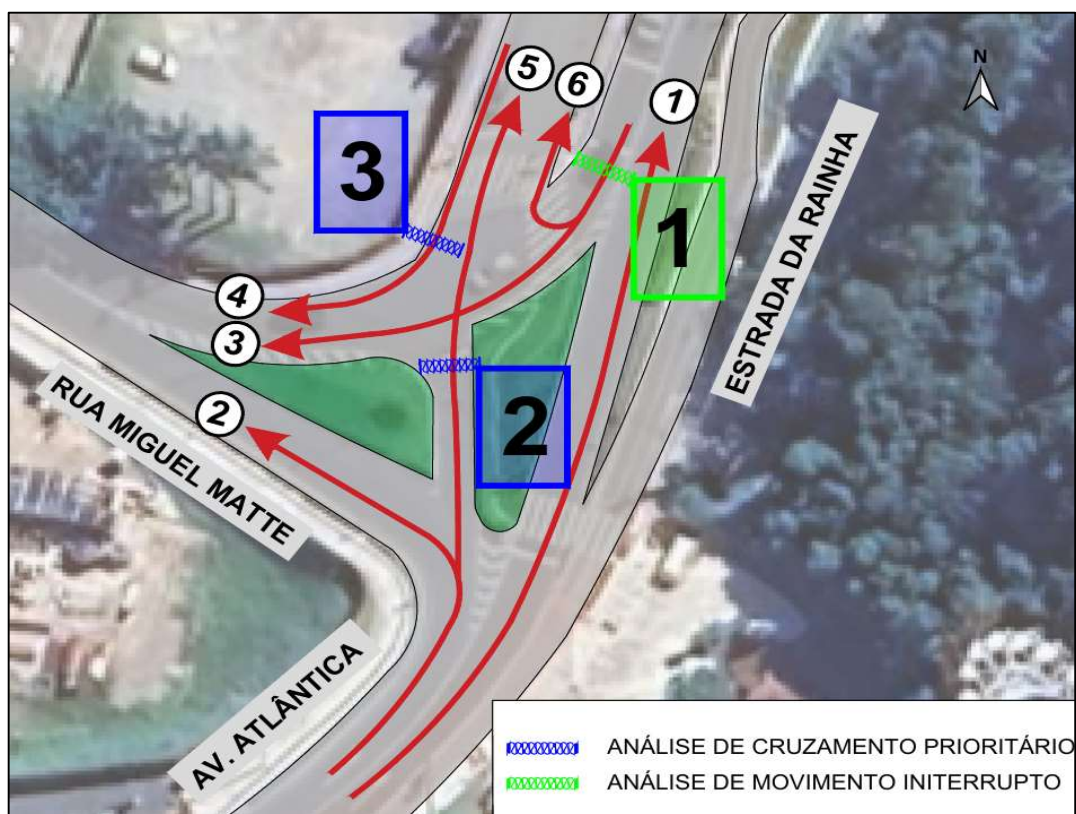 5
6
1
N
3
1
ESTRADA DA RAINHA
4
3
2
2
RUA MIGUEL MATTE
AV. ATLÂNTICA
ANÁLISE DE CRUZAMENTO PRIORITÁRIO
ANÁLISE DE MOVIMENTO INITERRUPTO